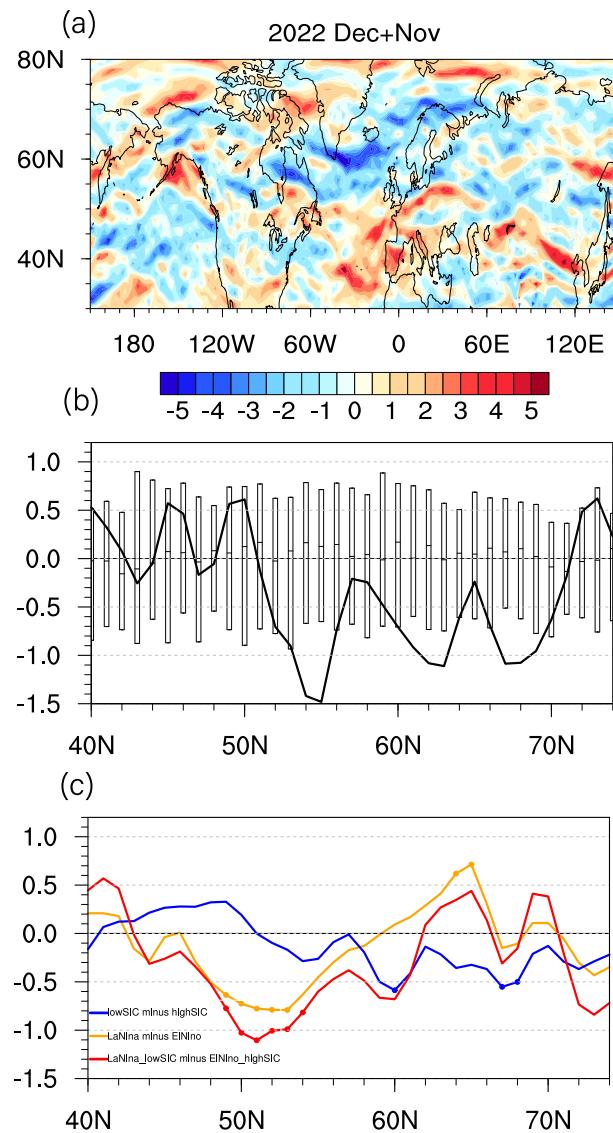 (a)
2022 Dec+Nov
80N
60N
40N
180 120W 60W 0 60E 120E
-5 -4 -3 -2 -1 0 1 2 3 4 5
(b)
1.0
0.5
0.0
-0.5
-1.0
-1.5
40N 50N 60N 70N
(c)
1.0
0.5
0.0
-0.5
-1.0
-1.5
lowSIC mInus hIghSIC
LaNIna mInus ElNIno
LaNIna_lowSIC mInus ElNIno_hIghSIC
40N 50N 60N 70N